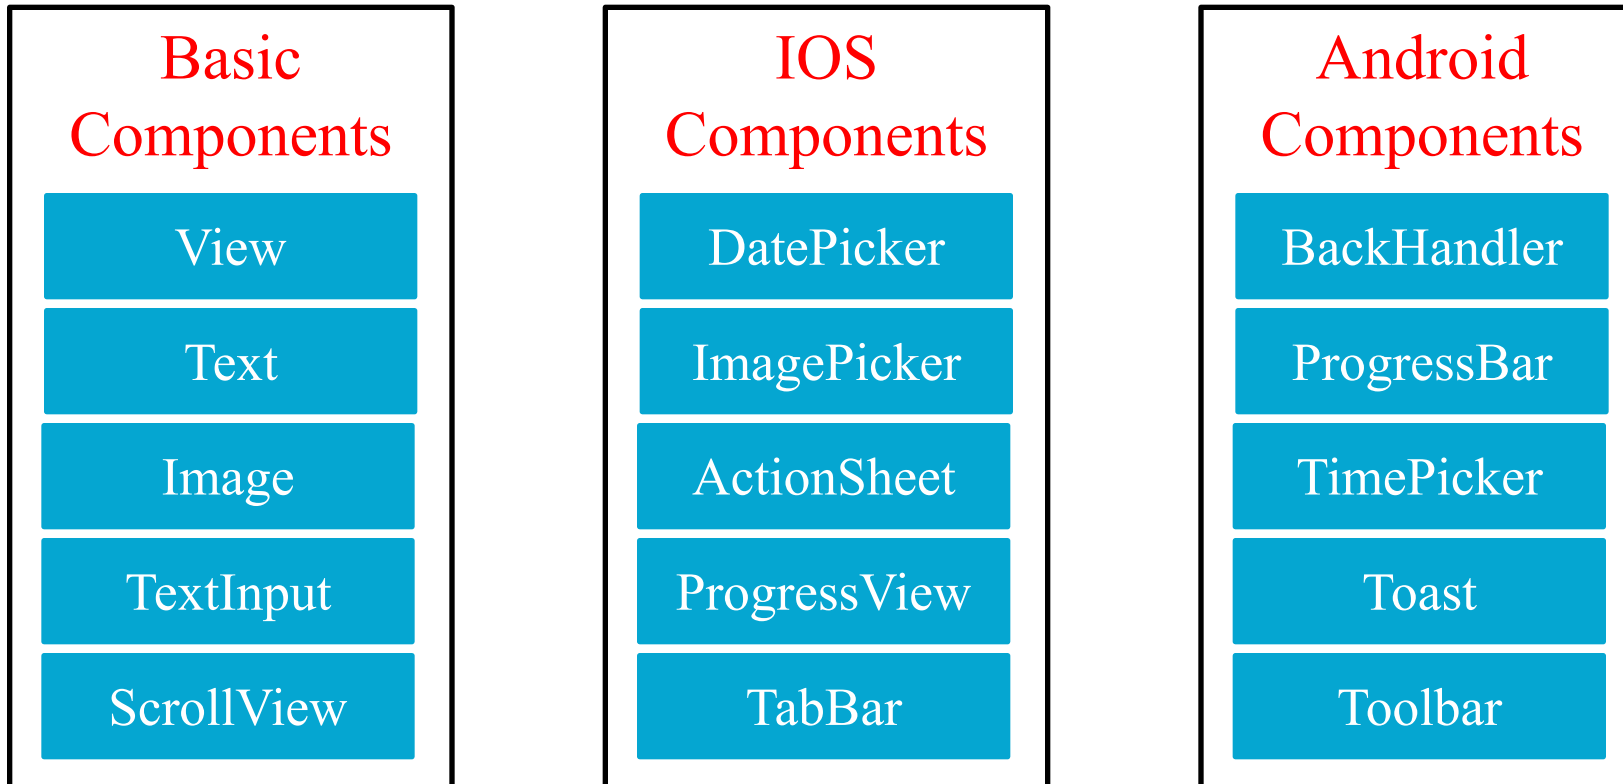 Basic
Components
View
Text
Image
TextInput
ScrollView
IOS
Components
DatePicker
ImagePicker
ActionSheet
ProgressView
TabBar
Android
Components
BackHandler
ProgressBar
TimePicker
Toast
Toolbar